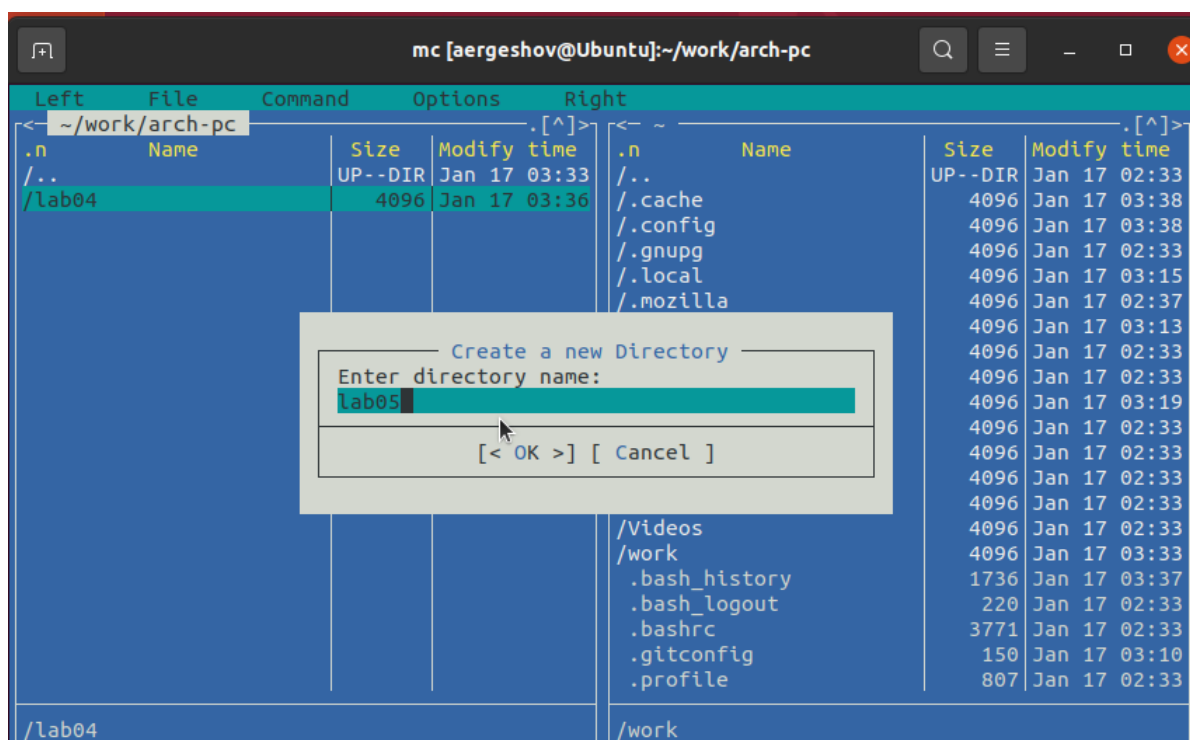 mc [aergeshov@Ubuntu]:~/work/arch-pc
Left File Command Options Right
<- ~/work/arch-pc .[^]> <- ~ .[^]>
.n Name Size Modify time .n Name Size Modify time
/.. UP--DIR Jan 17 03:33 /.. UP--DIR Jan 17 02:33
/lab04 4096 Jan 17 03:36 /.cache 4096 Jan 17 03:38
/.config 4096 Jan 17 03:38
/.gnupg 4096 Jan 17 02:33
/.local 4096 Jan 17 03:15
/.mozilla 4096 Jan 17 02:37
4096 Jan 17 03:13
Create a new Directory 4096 Jan 17 02:33
Enter directory name: 4096 Jan 17 02:33
lab05 4096 Jan 17 03:19
4096 Jan 17 02:33
[< OK >] [ Cancel ] 4096 Jan 17 02:33
4096 Jan 17 02:33
4096 Jan 17 02:33
/Videos 4096 Jan 17 02:33
/work 4096 Jan 17 03:33
.bash_history 1736 Jan 17 03:37
.bash_logout 220 Jan 17 02:33
.bashrc 3771 Jan 17 02:33
.gitconfig 150 Jan 17 03:10
.profile 807 Jan 17 02:33
/lab04 /work